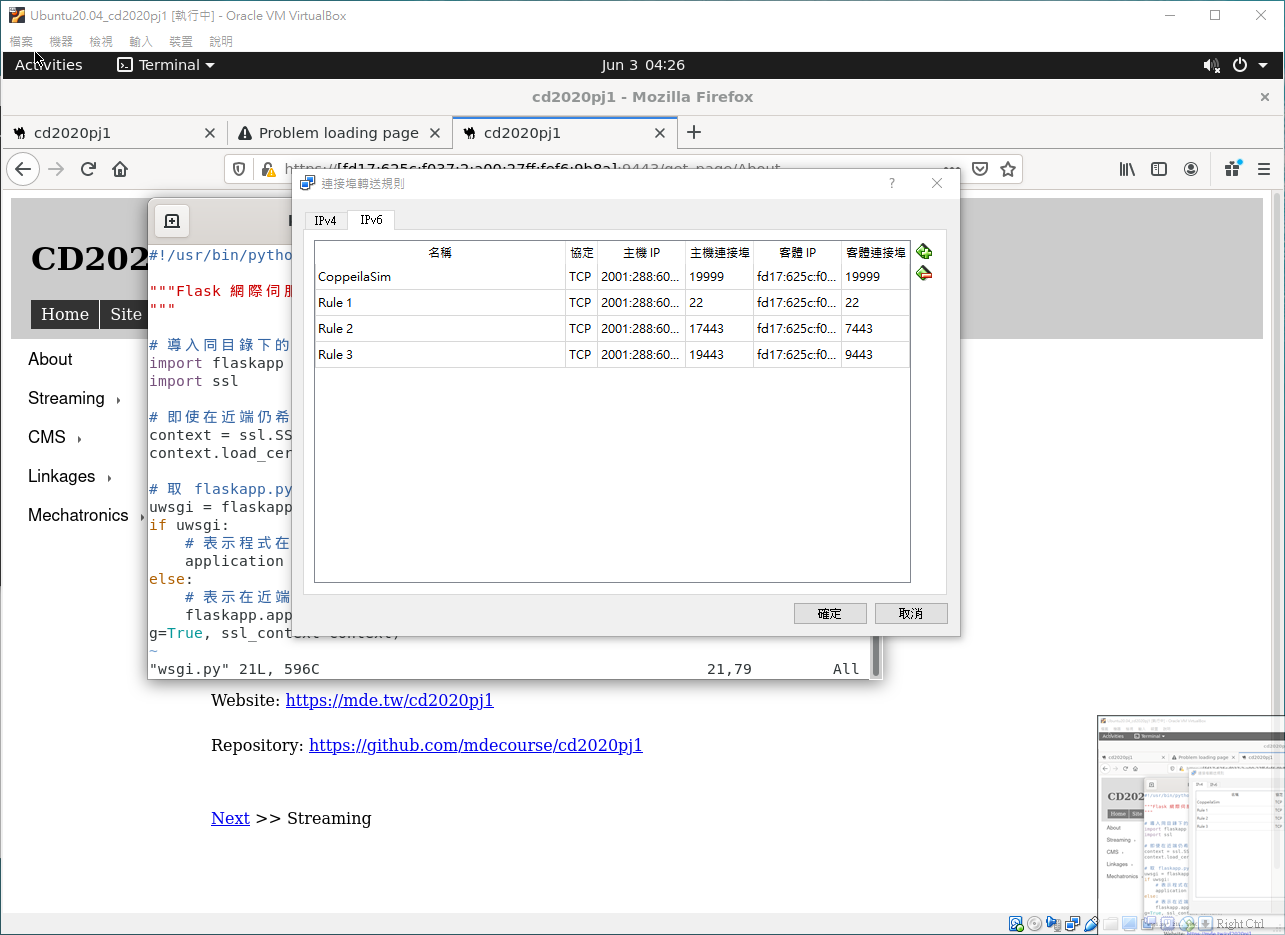 Ubuntu20.04_cd2020pj1 [執行中] - Oracle VM VirtualBox
檔案 機器 檢視 輸入 裝置 說明
Activities Terminal Jun 3 04:26
cd2020pj1 - Mozilla Firefox
cd2020pj1 Problem loading page cd2020pj1
https://[fd17:625c:f037:2:a00:27ff:fef6:9b8a]:9443/get_page/About
連接埠轉送規則
IPv4 IPv6
名稱 協定 主機 IP 主機連接埠 客體 IP 客體連接埠
CoppeilaSim TCP 2001:288:60... 19999 fd17:625c:f0... 19999
Rule 1 TCP 2001:288:60... 22 fd17:625c:f0... 22
Rule 2 TCP 2001:288:60... 17443 fd17:625c:f0... 7443
Rule 3 TCP 2001:288:60... 19443 fd17:625c:f0... 9443
確定 取消
CD202
Home Site
About
Streaming
CMS
Linkages
Mechatronics
#!/usr/bin/pytho
"""Flask 網際伺服
"""
# 導入同目錄下的
import flaskapp
import ssl
# 即使在近端仍希
context = ssl.SS
context.load_cer
# 取 flaskapp.py
uwsgi = flaskapp
if uwsgi:
# 表示程式在
application
else:
# 表示在近端
flaskapp.app
g=True, ssl_context=context)
~
"wsgi.py" 21L, 596C 21,79 All
Website: https://mde.tw/cd2020pj1
Repository: https://github.com/mdecourse/cd2020pj1
Next >> Streaming
Right Ctrl